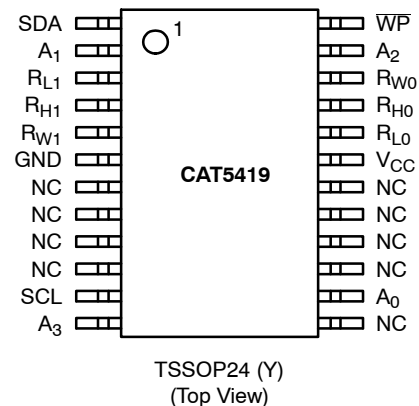 SDA 1 W̅P̅
A1 A2
RL1 RW0
RH1 RH0
RW1 RL0
GND VCC
CAT5419
NC NC
NC NC
NC NC
NC NC
SCL A0
A3 NC
TSSOP24 (Y)
(Top View)